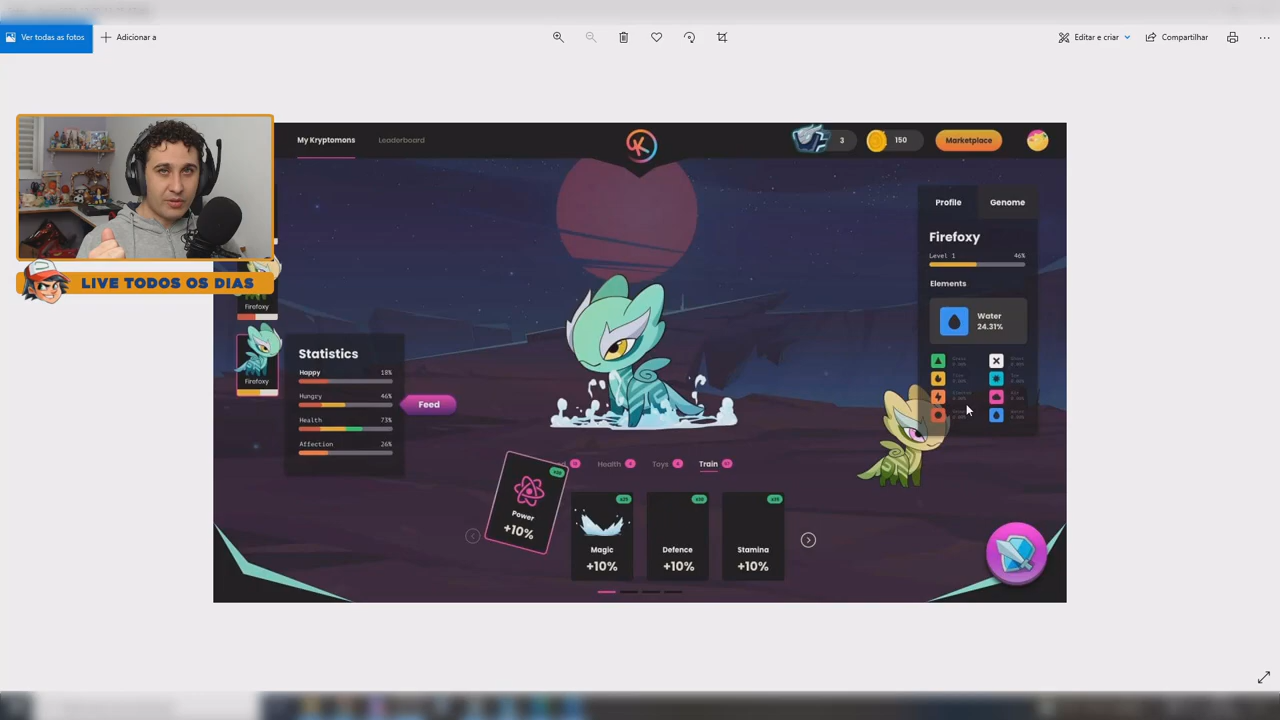 Ver todas as fotos
Adicionar a
Editar e criar
Compartilhar
My Kryptomons
Leaderboard
K
3
150
Marketplace
LIVE TODOS OS DIAS
Profile
Genome
Firefoxy
Level 1
46%
Elements
Water
24.31%
Firefoxy
Firefoxy
Statistics
Happy
18%
Hungry
46%
Feed
Health
73%
Affection
26%
Health
Toys
Train
Power
+10%
Magic
+10%
Defence
+10%
Stamina
+10%